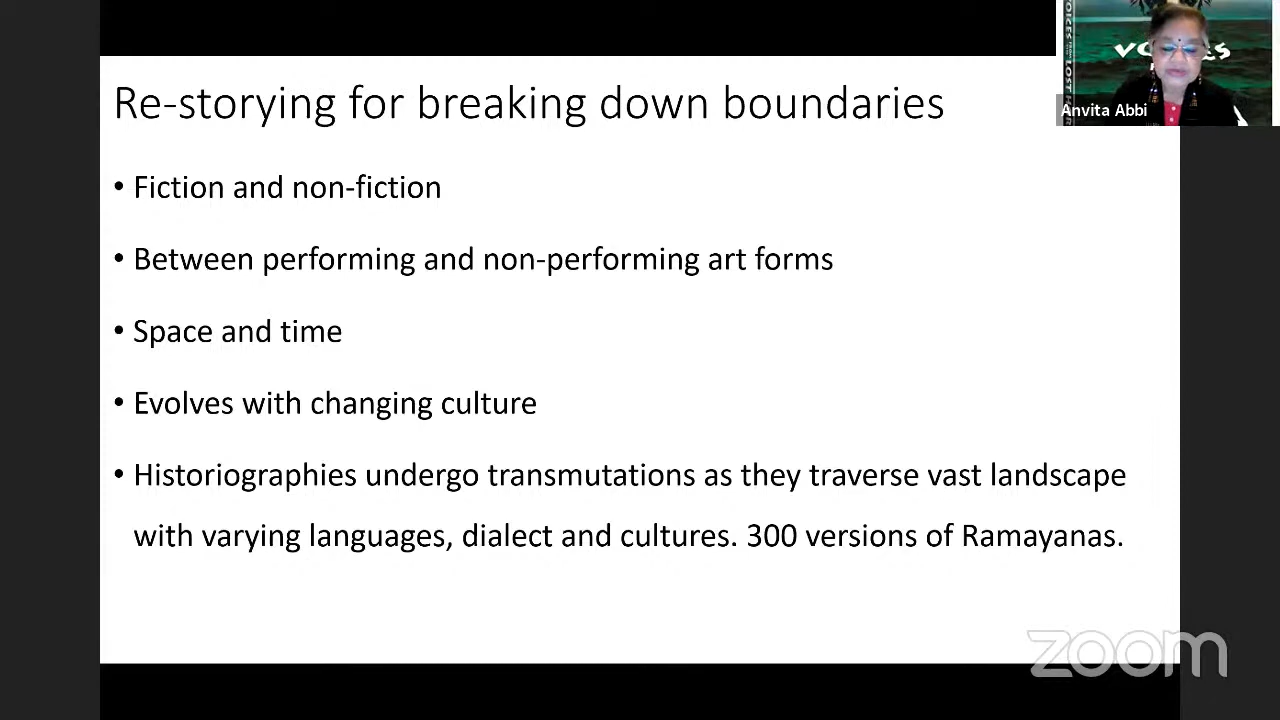 Re-storying for breaking down boundaries
• Fiction and non-fiction
• Between performing and non-performing art forms
• Space and time
• Evolves with changing culture
• Historiographies undergo transmutations as they traverse vast landscape
with varying languages, dialect and cultures. 300 versions of Ramayanas.
VOICES
LOST
Anvita Abbi
zoom